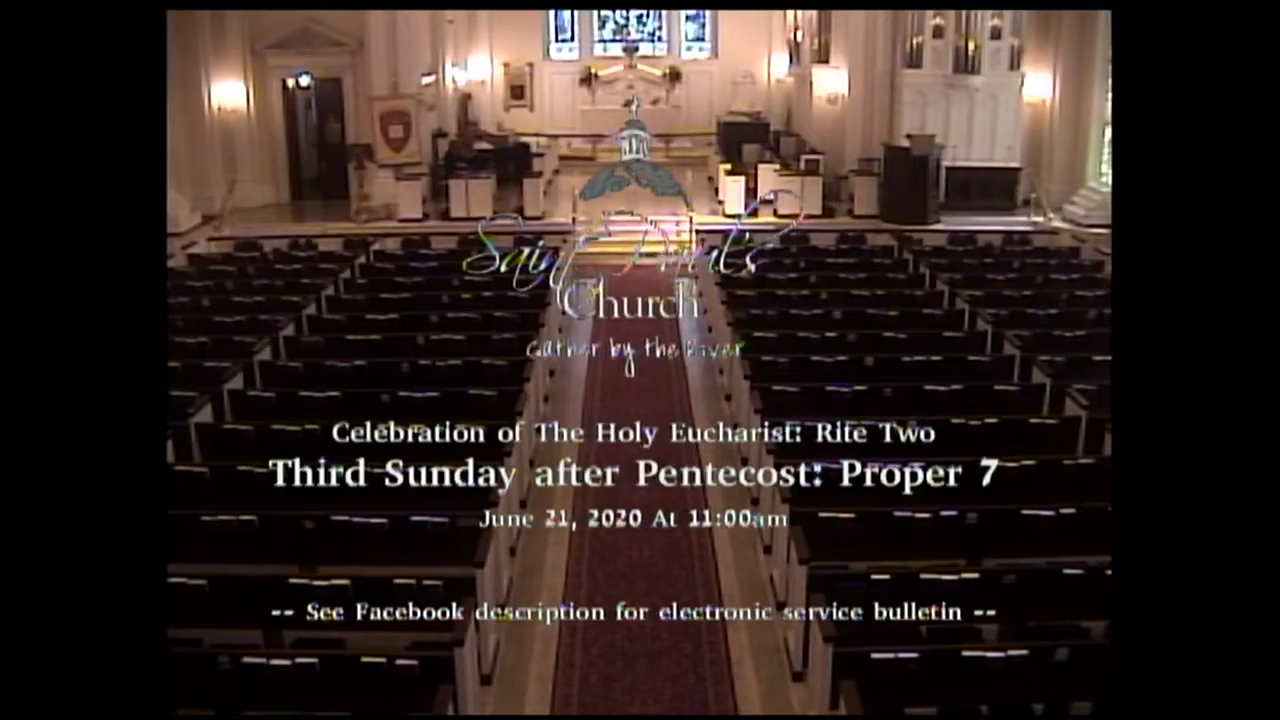 Saint Paul's
Church
Gather by the River
Celebration of The Holy Eucharist: Rite Two
Third Sunday after Pentecost: Proper 7
June 21, 2020 At 11:00am
-- See Facebook description for electronic service bulletin --